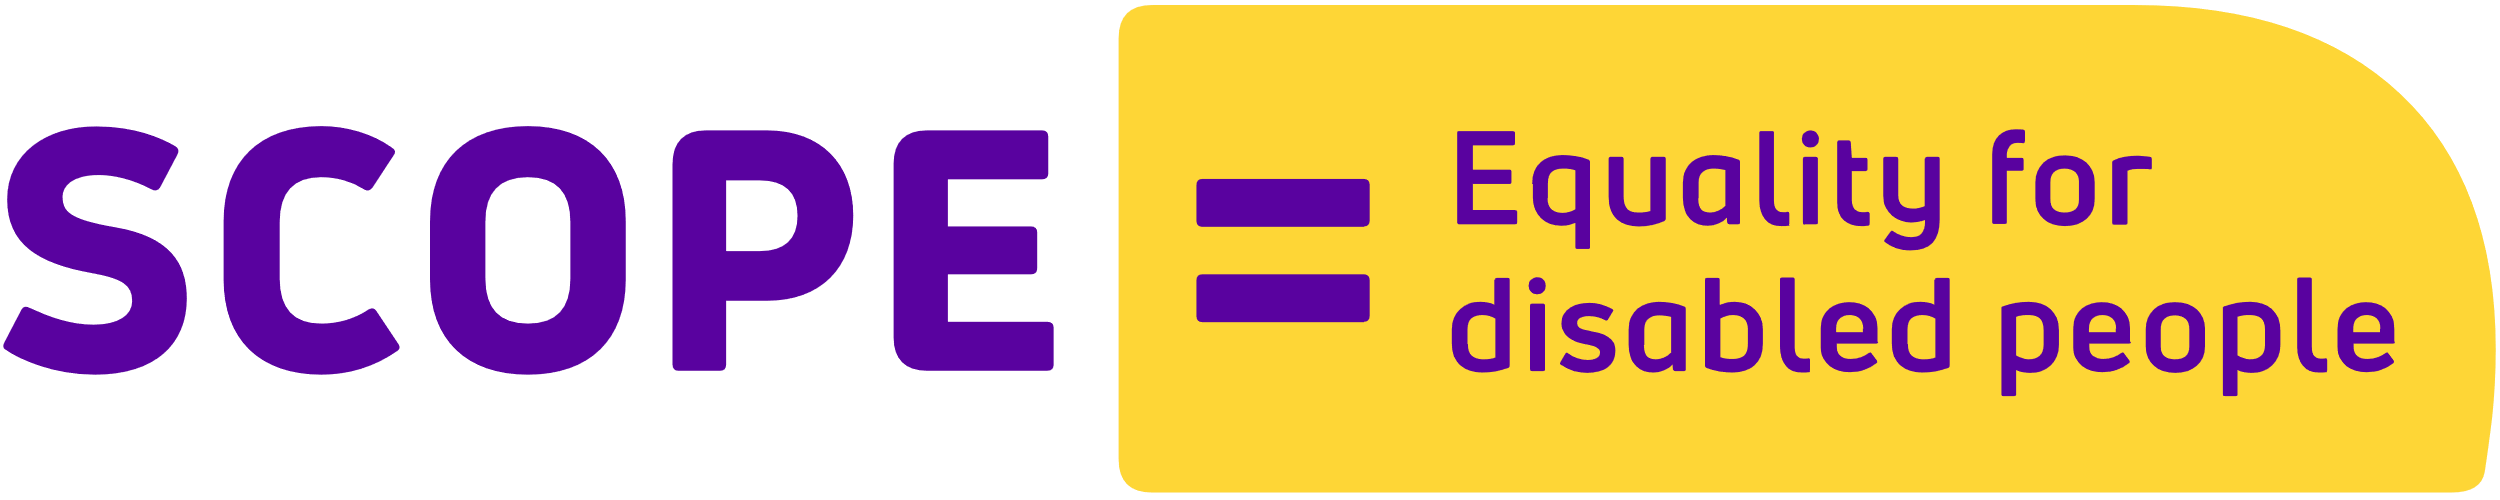 SCOPE
=
Equality for
disabled people